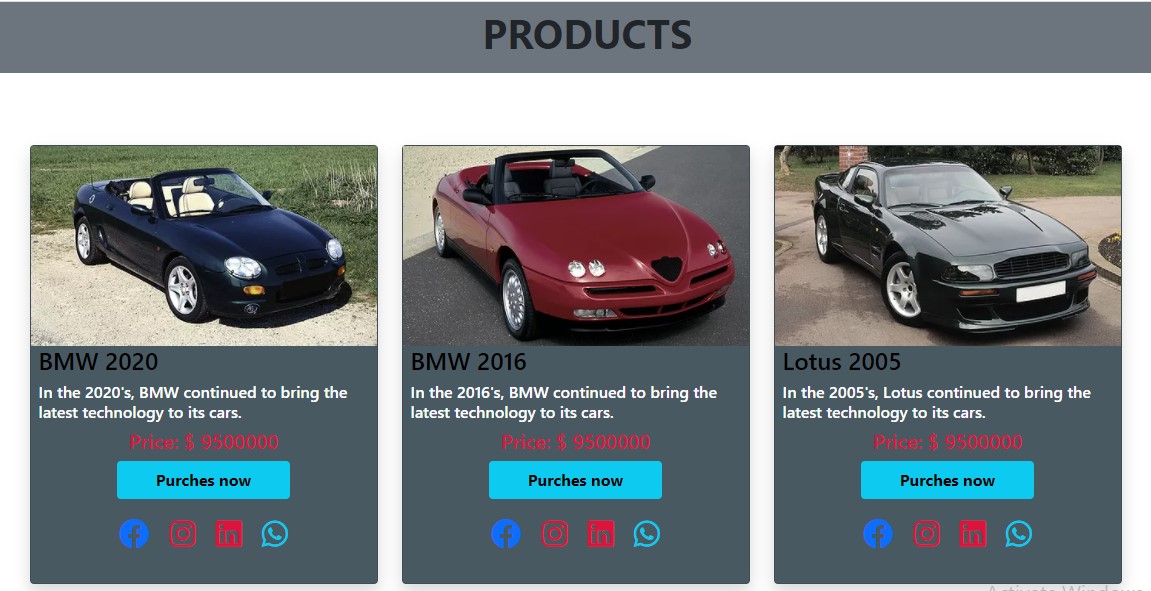 PRODUCTS
BMW 2020
In the 2020's, BMW continued to bring the
latest technology to its cars.
Price: $ 9500000
Purches now
BMW 2016
In the 2016's, BMW continued to bring the
latest technology to its cars.
Price: $ 9500000
Purches now
Lotus 2005
In the 2005's, Lotus continued to bring the
latest technology to its cars.
Price: $ 9500000
Purches now
Activate Windows